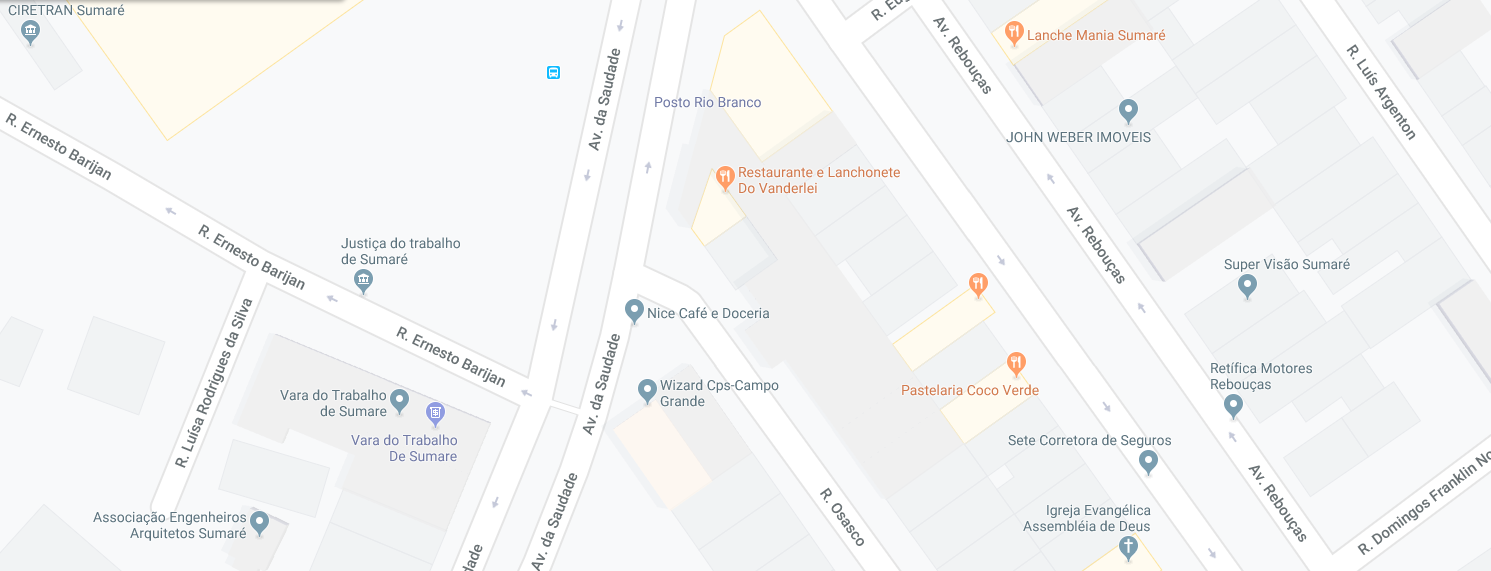 CIRETRAN Sumaré
R. Ernesto Barijan
R. Ernesto Barijan
R. Ernesto Barijan
Justiça do trabalho
de Sumaré
R. Luísa Rodrigues da Silva
Vara do Trabalho
de Sumare
Vara do Trabalho
De Sumare
Associação Engenheiros
Arquitetos Sumaré
Av. da Saudade
Av. da Saudade
Av. da Saudade
dade
Posto Rio Branco
Restaurante e Lanchonete
Do Vanderlei
Nice Café e Doceria
Wizard Cps-Campo
Grande
R. Osasco
R. Edu
Av. Rebouças
Av. Rebouças
Av. Rebouças
Lanche Mania Sumaré
JOHN WEBER IMOVEIS
R. Luís Argenton
Super Visão Sumaré
Retífica Motores
Rebouças
Pastelaria Coco Verde
Sete Corretora de Seguros
Igreja Evangélica
Assembléia de Deus
R. Domingos Franklin No